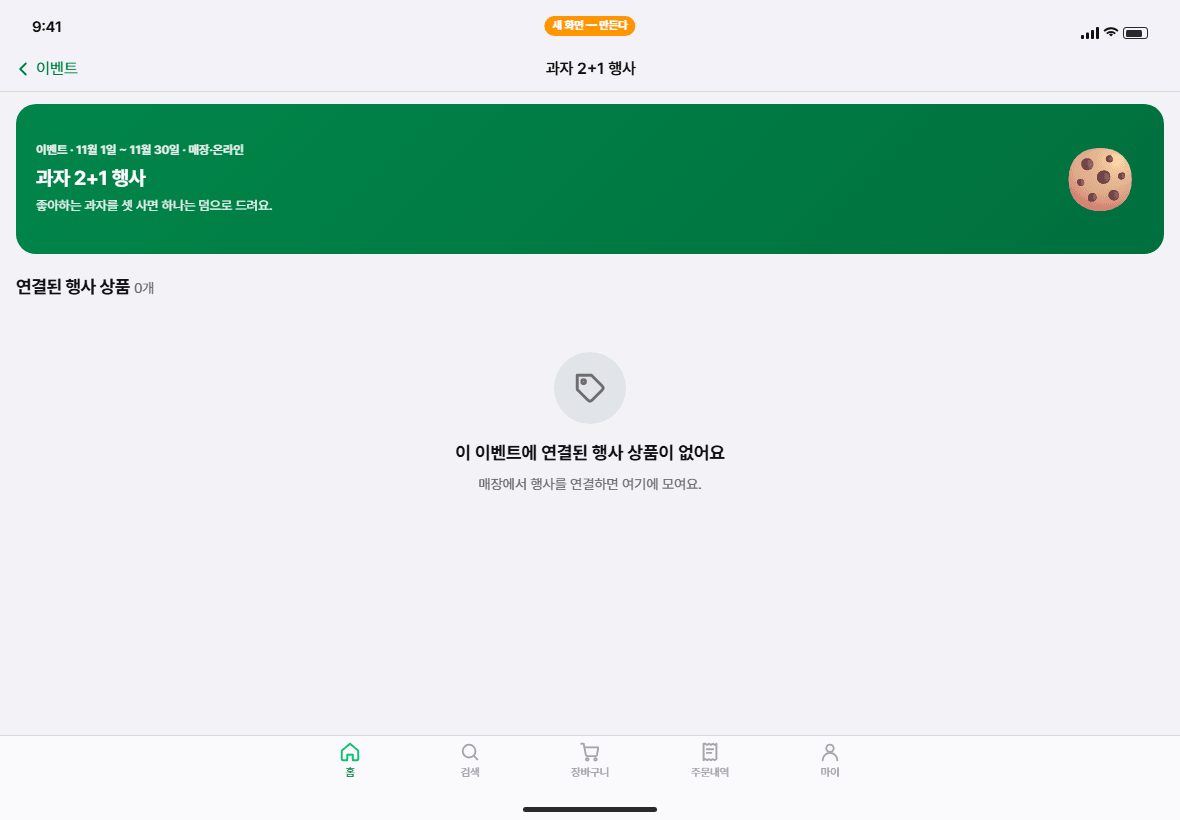 9:41
새 화면 — 만든다
이벤트
과자 2+1 행사
이벤트 · 11월 1일 ~ 11월 30일 · 매장·온라인
과자 2+1 행사
좋아하는 과자를 셋 사면 하나는 덤으로 드려요.
연결된 행사 상품 0개
이 이벤트에 연결된 행사 상품이 없어요
매장에서 행사를 연결하면 여기에 모여요.
홈 검색 장바구니 주문내역 마이